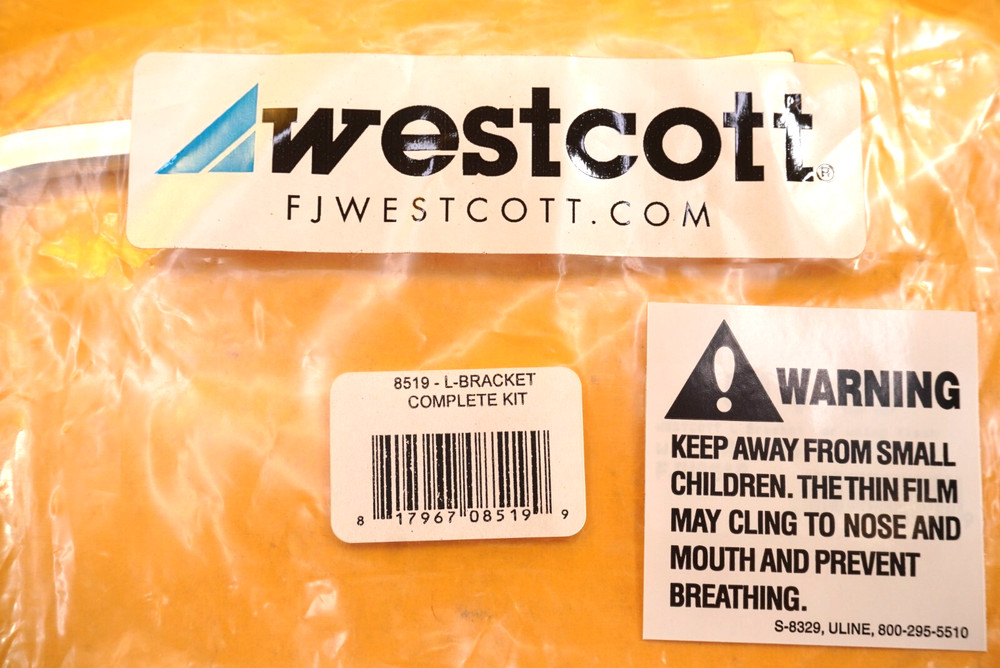 westcott®
FJWESTCOTT.COM
8519 - L-BRACKET
COMPLETE KIT
8 17967 08519 9
WARNING
KEEP AWAY FROM SMALL
CHILDREN. THE THIN FILM
MAY CLING TO NOSE AND
MOUTH AND PREVENT
BREATHING.
S-8329, ULINE, 800-295-5510